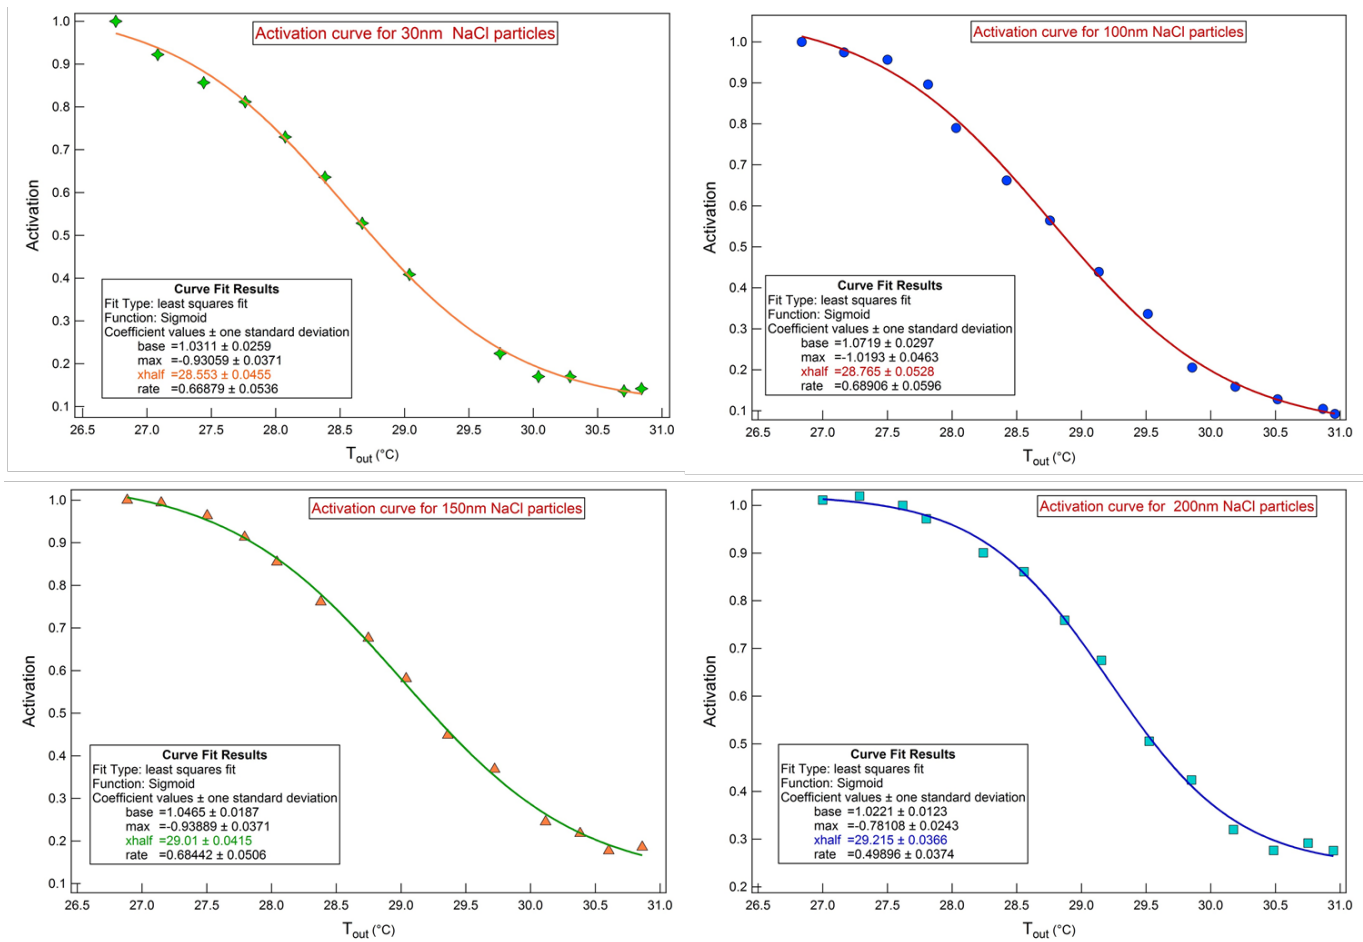 Activation curve for 30nm NaCl particles
1.0
0.9
0.8
0.7
0.6
0.5
0.4
0.3
0.2
0.1
Activation
Curve Fit Results
Fit Type: least squares fit
Function: Sigmoid
Coefficient values ± one standard deviation
base =1.0311 ± 0.0259
max =-0.93059 ± 0.0371
xhalf =28.553 ± 0.0455
rate =0.66879 ± 0.0536
26.5 27.0 27.5 28.0 28.5 29.0 29.5 30.0 30.5 31.0
Tout (°C)
Activation curve for 100nm NaCl particles
1.0
0.9
0.8
0.7
0.6
0.5
0.4
0.3
0.2
0.1
Activation
Curve Fit Results
Fit Type: least squares fit
Function: Sigmoid
Coefficient values ± one standard deviation
base =1.0719 ± 0.0297
max =-1.0193 ± 0.0463
xhalf =28.765 ± 0.0528
rate =0.68906 ± 0.0596
26.5 27.0 27.5 28.0 28.5 29.0 29.5 30.0 30.5 31.0
Tout (°C)
Activation curve for 150nm NaCl particles
1.0
0.9
0.8
0.7
0.6
0.5
0.4
0.3
0.2
0.1
Activation
Curve Fit Results
Fit Type: least squares fit
Function: Sigmoid
Coefficient values ± one standard deviation
base =1.0465 ± 0.0187
max =-0.93889 ± 0.0371
xhalf =29.01 ± 0.0415
rate =0.68442 ± 0.0506
26.5 27.0 27.5 28.0 28.5 29.0 29.5 30.0 30.5 31.0
Tout (°C)
Activation curve for 200nm NaCl particles
1.0
0.9
0.8
0.7
0.6
0.5
0.4
0.3
0.2
Activation
Curve Fit Results
Fit Type: least squares fit
Function: Sigmoid
Coefficient values ± one standard deviation
base =1.0221 ± 0.0123
max =-0.78108 ± 0.0243
xhalf =29.215 ± 0.0366
rate =0.49896 ± 0.0374
26.5 27.0 27.5 28.0 28.5 29.0 29.5 30.0 30.5 31.0
Tout (°C)